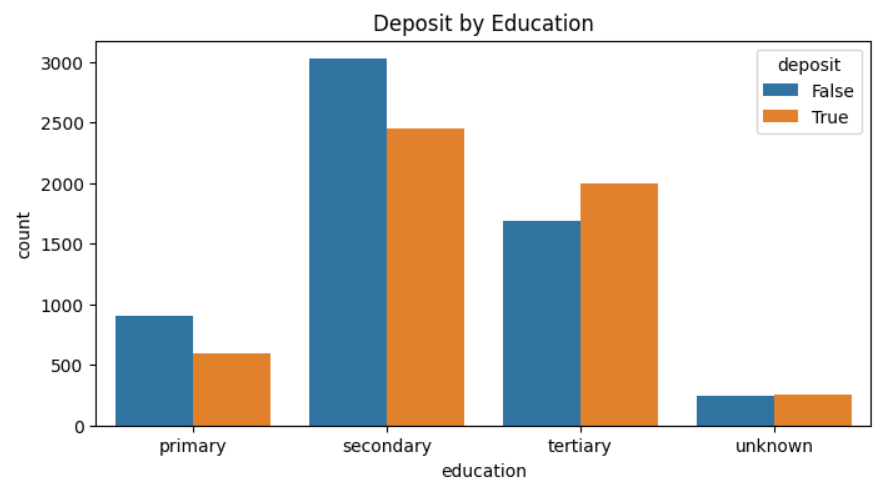 Deposit by Education
deposit
False
True
3000
2500
2000
1500
1000
500
0
count
primary secondary tertiary unknown
education